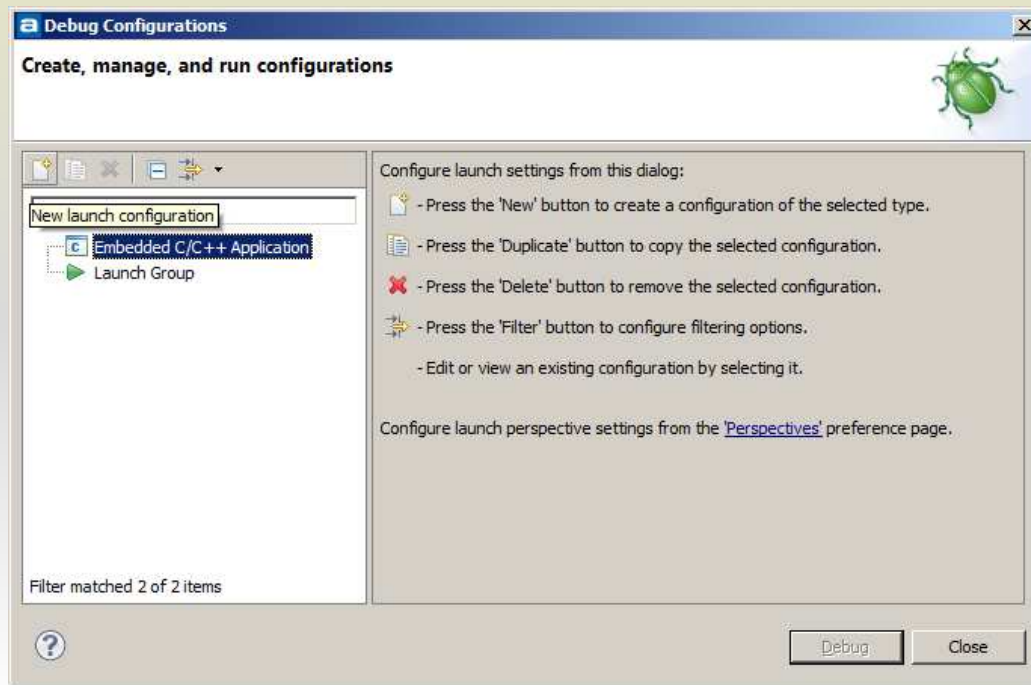 Debug Configurations
Create, manage, and run configurations
New launch configuration
Embedded C/C++ Application
Launch Group
Filter matched 2 of 2 items
Configure launch settings from this dialog:
- Press the 'New' button to create a configuration of the selected type.
- Press the 'Duplicate' button to copy the selected configuration.
- Press the 'Delete' button to remove the selected configuration.
- Press the 'Filter' button to configure filtering options.
- Edit or view an existing configuration by selecting it.
Configure launch perspective settings from the 'Perspectives' preference page.
Debug
Close